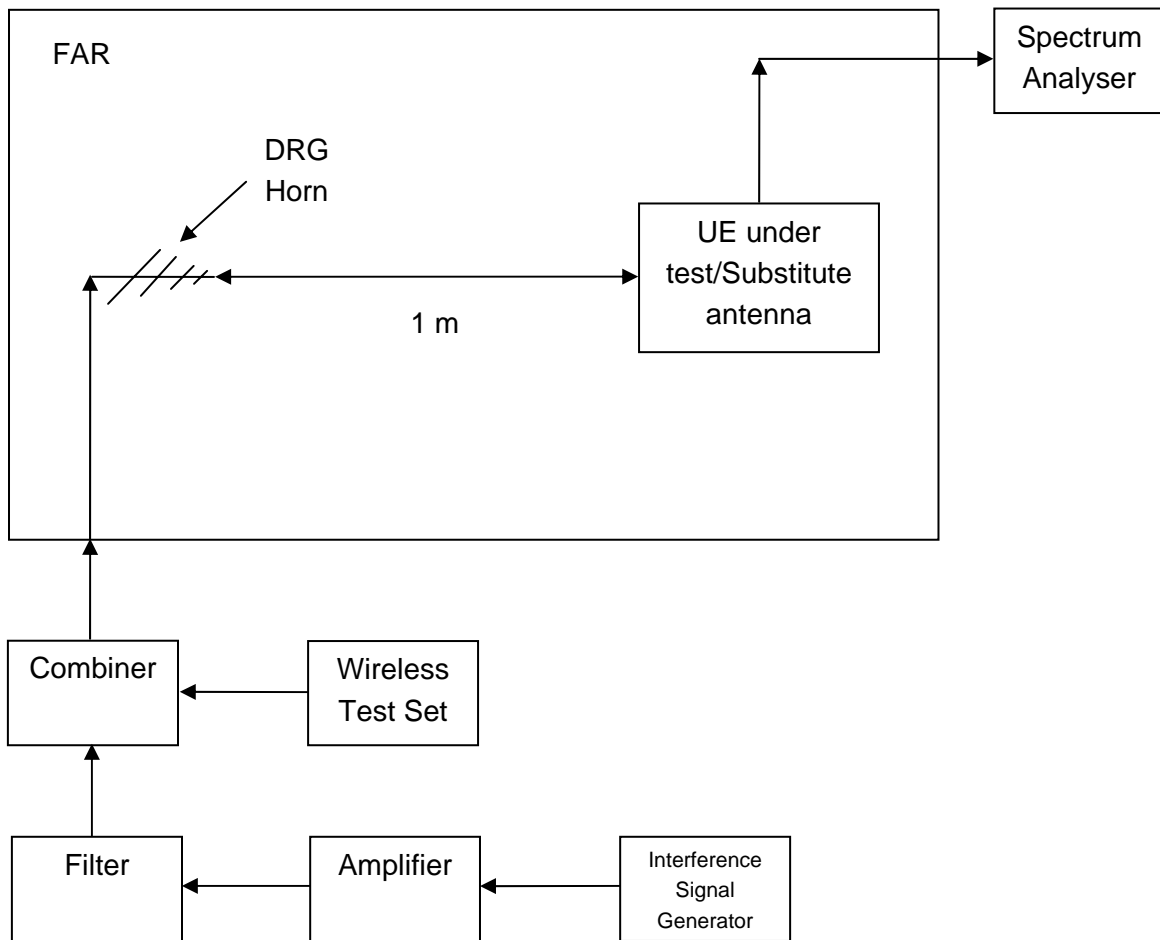 FAR
Spectrum
Analyser
DRG
Horn
UE under
test/Substitute
antenna
1 m
Combiner
Wireless
Test Set
Filter
Amplifier
Interference
Signal
Generator